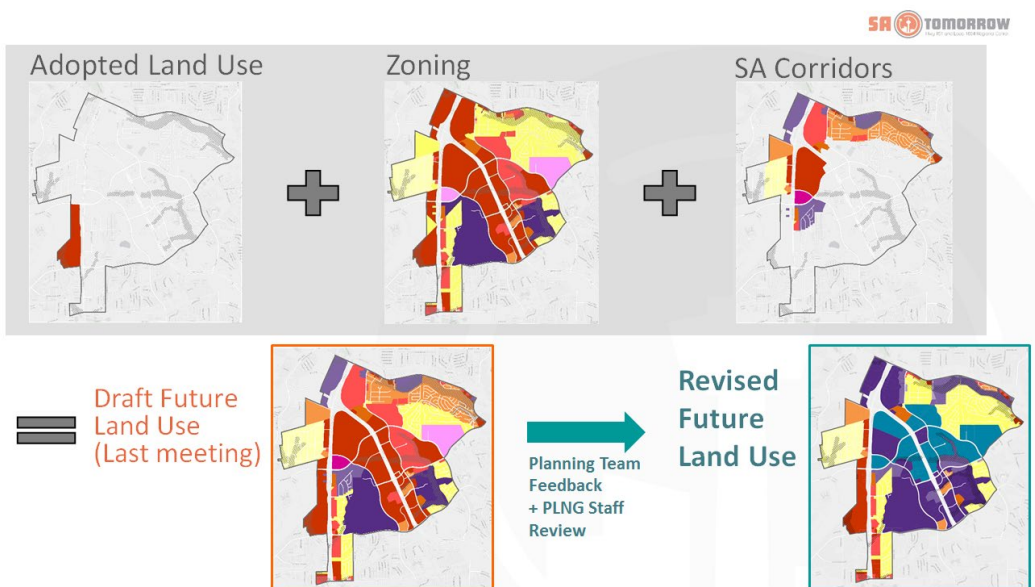 SA TOMORROW
Adopted Land Use
Zoning
SA Corridors
Draft Future
Land Use
(Last meeting)
Planning Team
Feedback
+ PLNG Staff
Review
Revised
Future
Land Use